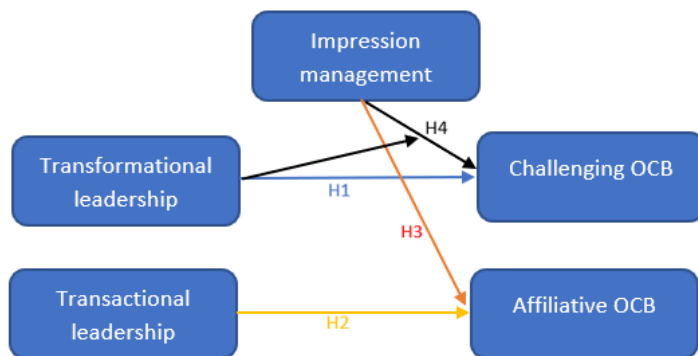 Impression
management
H4
Transformational
leadership
Challenging OCB
H1
H3
Transactional
leadership
Affiliative OCB
H2